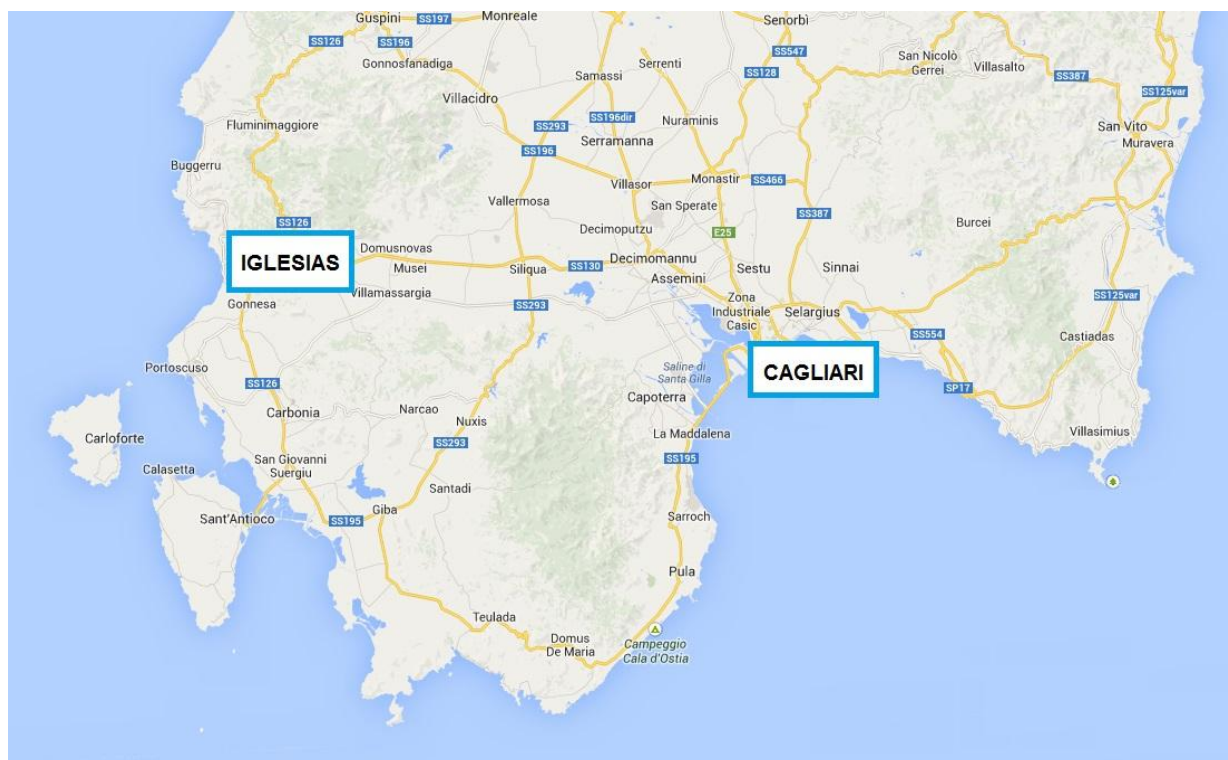 Guspini
SS197
Monreale
Senorbì
SS126
SS196
SS547
Gonnosfanadiga
Samassi
Serrenti
SS128
San Nicolò
Gerrei
Villasalto
SS387
SS125var
Villacidro
Fluminimaggiore
SS293
SS196dir
Nuraminis
San Vito
Muravera
Serramanna
SS196
Buggerru
Villasor
Monastir
SS466
Vallermosa
San Sperate
SS387
SS126
Decimoputzu
E25
Burcei
IGLESIAS
Domusnovas
Musei
Siliqua
SS130
Decimomannu
Assemini
Sestu
Sinnai
Villamassargia
Gonnesa
SS293
Zona
Industriale
Casic
Selargius
SS125var
SS554
Castiadas
Portoscuso
SS126
Saline di
Santa Gilla
CAGLIARI
SP17
Capoterra
Carbonia
Narcao
Nuxis
Carloforte
SS293
La Maddalena
Villasimius
SS195
Calasetta
San Giovanni
Suergiu
Santadi
Sant'Antioco
SS195
Giba
Sarroch
Pula
Teulada
Domus
De Maria
Campeggio
Cala d'Ostia